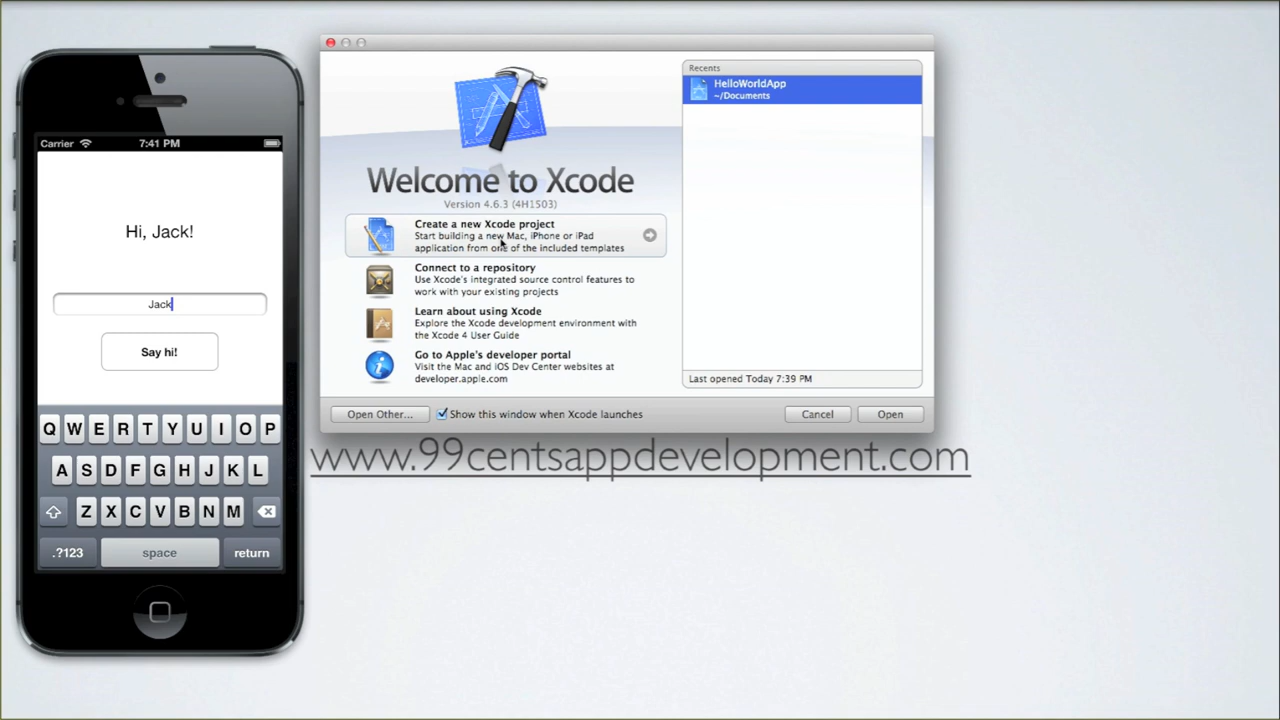 Carrier 7:41 PM
Hi, Jack!
Jack
Say hi!
Q W E R T Y U I O P
A S D F G H J K L
Z X C V B N M
.?123 space return
Welcome to Xcode
Version 4.6.3 (4H1503)
Create a new Xcode project
Start building a new Mac, iPhone or iPad
application from one of the included templates
Connect to a repository
Use Xcode's integrated source control features to
work with your existing projects
Learn about using Xcode
Explore the Xcode development environment with
the Xcode 4 User Guide
Go to Apple's developer portal
Visit the Mac and iOS Dev Center websites at
developer.apple.com
Recents
HelloWorldApp
~/Documents
Last opened Today 7:39 PM
Open Other...
Show this window when Xcode launches
Cancel
Open
www.99centsappdevelopment.com